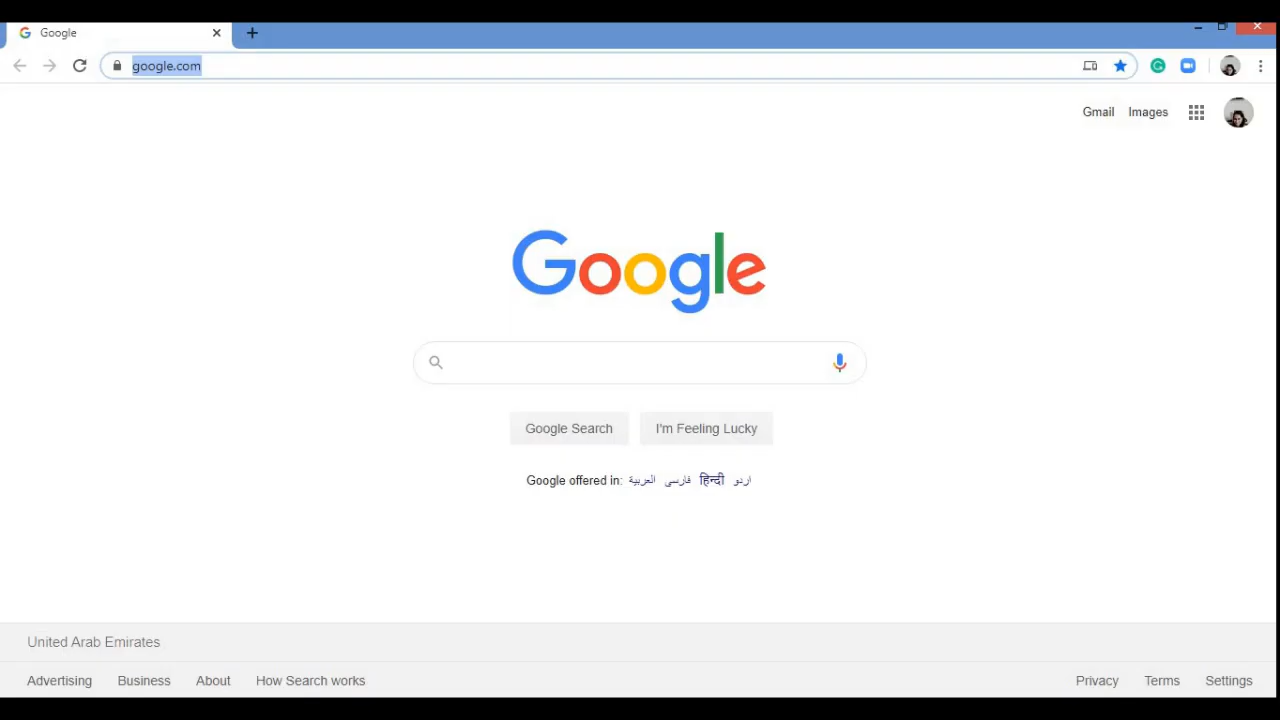 Google
google.com
Gmail Images
Google
Google Search I'm Feeling Lucky
Google offered in: العربية فارسی हिन्दी اردو
United Arab Emirates
Advertising Business About How Search works Privacy Terms Settings